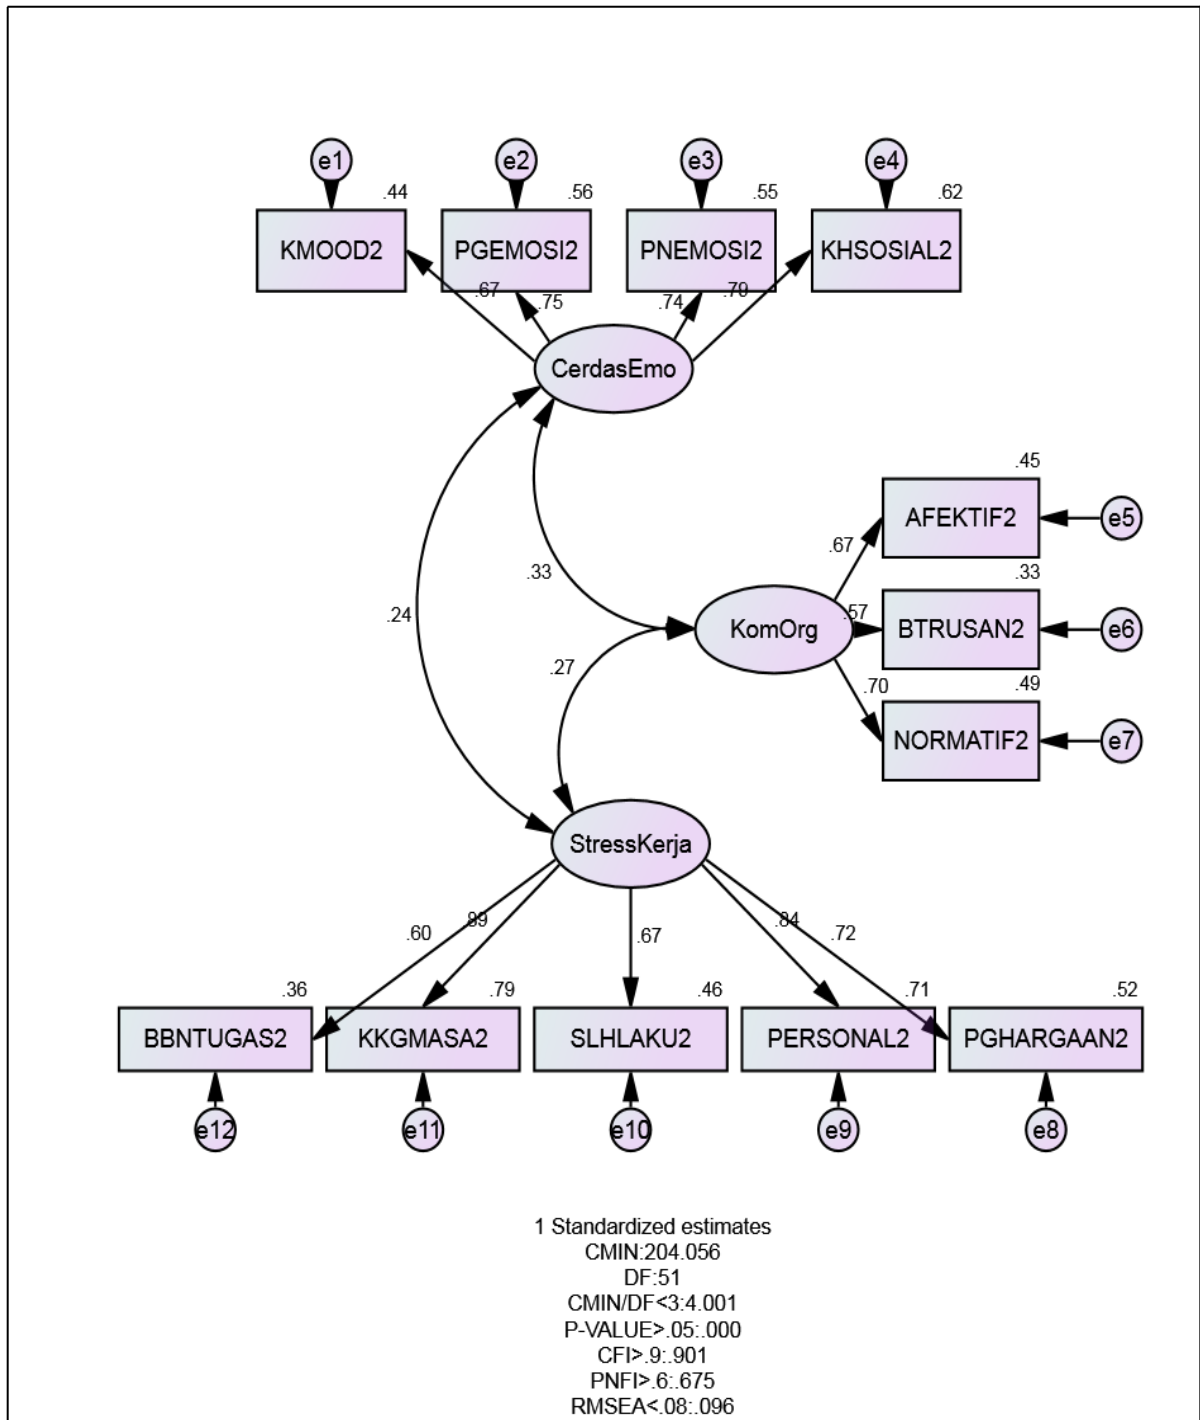 e1
e2
e3
e4
.44
.56
.55
.62
KMOOD2
PGEMOSI2
PNEMOSI2
KHSOSIAL2
.67
.75
.74
.79
CerdasEmo
.45
AFEKTIF2
e5
.67
.33
.24
.33
.57
KomOrg
BTRUSAN2
e6
.27
.70
.49
NORMATIF2
e7
StressKerja
.60
.89
.67
.84
.72
.36
.79
.46
.71
.52
BBNTUGAS2
KKGMASA2
SLHLAKU2
PERSONAL2
PGHARGAAN2
e12
e11
e10
e9
e8
1 Standardized estimates
CMIN:204.056
DF:51
CMIN/DF<3:4.001
P-VALUE>.05:.000
CFI>.9:.901
PNFI>.6:.675
RMSEA<.08:.096